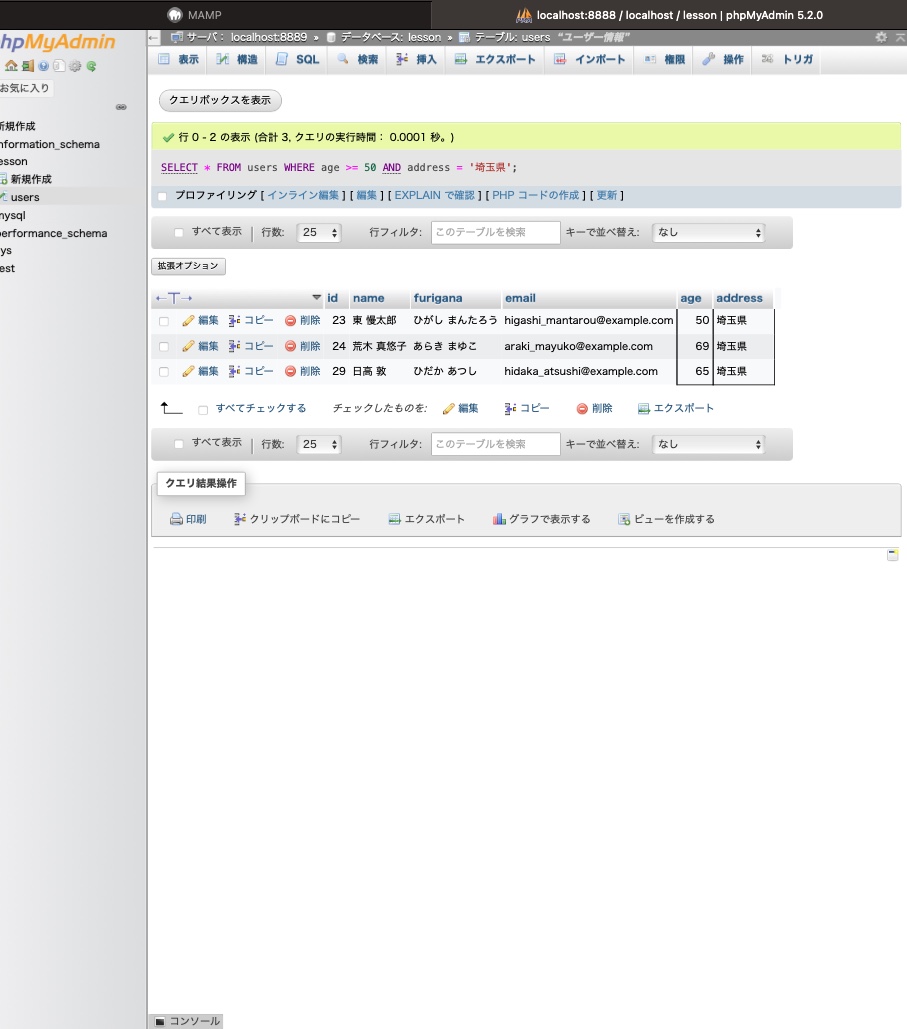 MAMP
localhost:8888 / localhost / lesson | phpMyAdmin 5.2.0
hpMyAdmin
お気に入り
新規作成
nformation_schema
esson
新規作成
users
mysql
performance_schema
ys
est
サーバ: localhost:8889 » データベース: lesson » テーブル: users "ユーザー情報"
表示 構造 SQL 検索 挿入 エクスポート インポート 権限 操作 トリガ
クエリボックスを表示
行 0 - 2 の表示 (合計 3, クエリの実行時間: 0.0001 秒。)
SELECT * FROM users WHERE age >= 50 AND address = '埼玉県';
プロファイリング [ インライン編集 ] [ 編集 ] [ EXPLAIN で確認 ] [ PHP コードの作成 ] [ 更新 ]
すべて表示 | 行数: 25 行フィルタ: このテーブルを検索 キーで並べ替え: なし
拡張オプション
←T→ id name furigana email age address
編集 コピー 削除 23 東 慢太郎 ひがし まんたろう higashi_mantarou@example.com 50 埼玉県
編集 コピー 削除 24 荒木 真悠子 あらき まゆこ araki_mayuko@example.com 69 埼玉県
編集 コピー 削除 29 日高 敦 ひだか あつし hidaka_atsushi@example.com 65 埼玉県
すべてチェックする チェックしたものを: 編集 コピー 削除 エクスポート
すべて表示 | 行数: 25 行フィルタ: このテーブルを検索 キーで並べ替え: なし
クエリ結果操作
印刷 クリップボードにコピー エクスポート グラフで表示する ビューを作成する
コンソール